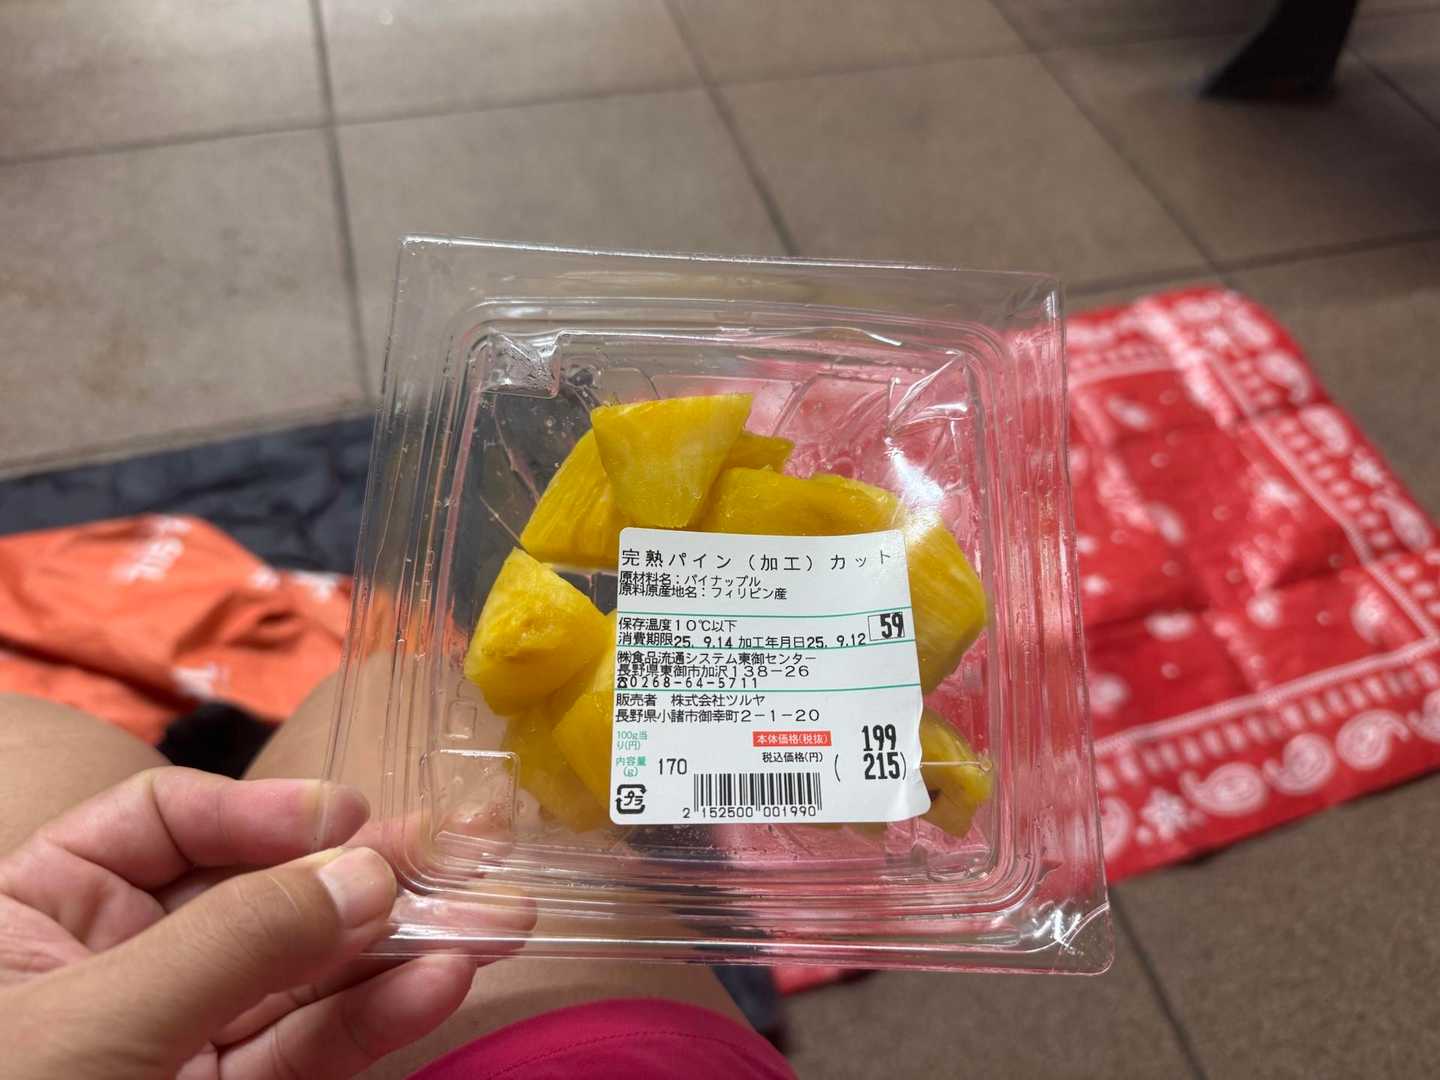 完熟パイン（加工）カット
原材料名：パイナップル
原料原産地名：フィリピン産
保存温度１０℃以下 59
消費期限25. 9.14 加工年月日25. 9.12
㈱食品流通システム東御センター
長野県東御市加沢１３８－２６
☎0268-64-5711
販売者　株式会社ツルヤ
長野県小諸市御幸町２－１－２０
100g当り(円)
本体価格(税抜) 199
税込価格(円) (215)
内容量(g) 170
プラ
2 152500 001990